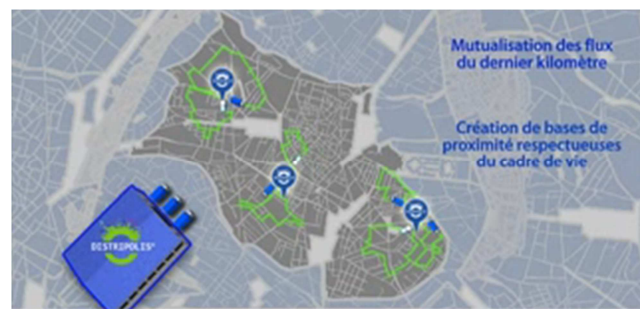 Mutualisation des flux
du dernier kilomètre
Création de bases de
proximité respectueuses
du cadre de vie
DISTRIPOLIS®